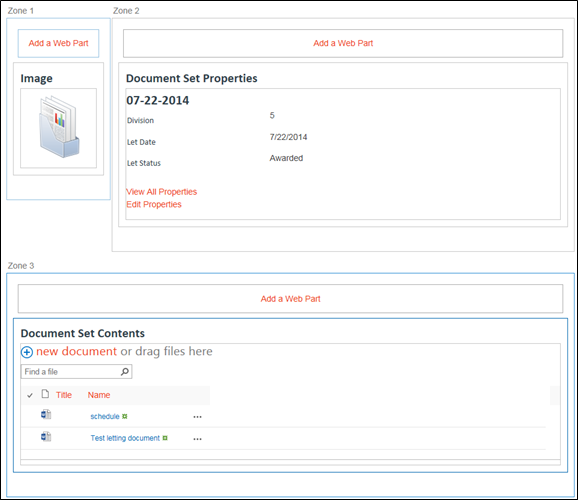 Zone 1
Add a Web Part
Image
Zone 2
Add a Web Part
Document Set Properties
07-22-2014
Division 5
Let Date 7/22/2014
Let Status Awarded
View All Properties
Edit Properties
Zone 3
Add a Web Part
Document Set Contents
new document or drag files here
Find a file
Title Name
schedule
Test letting document